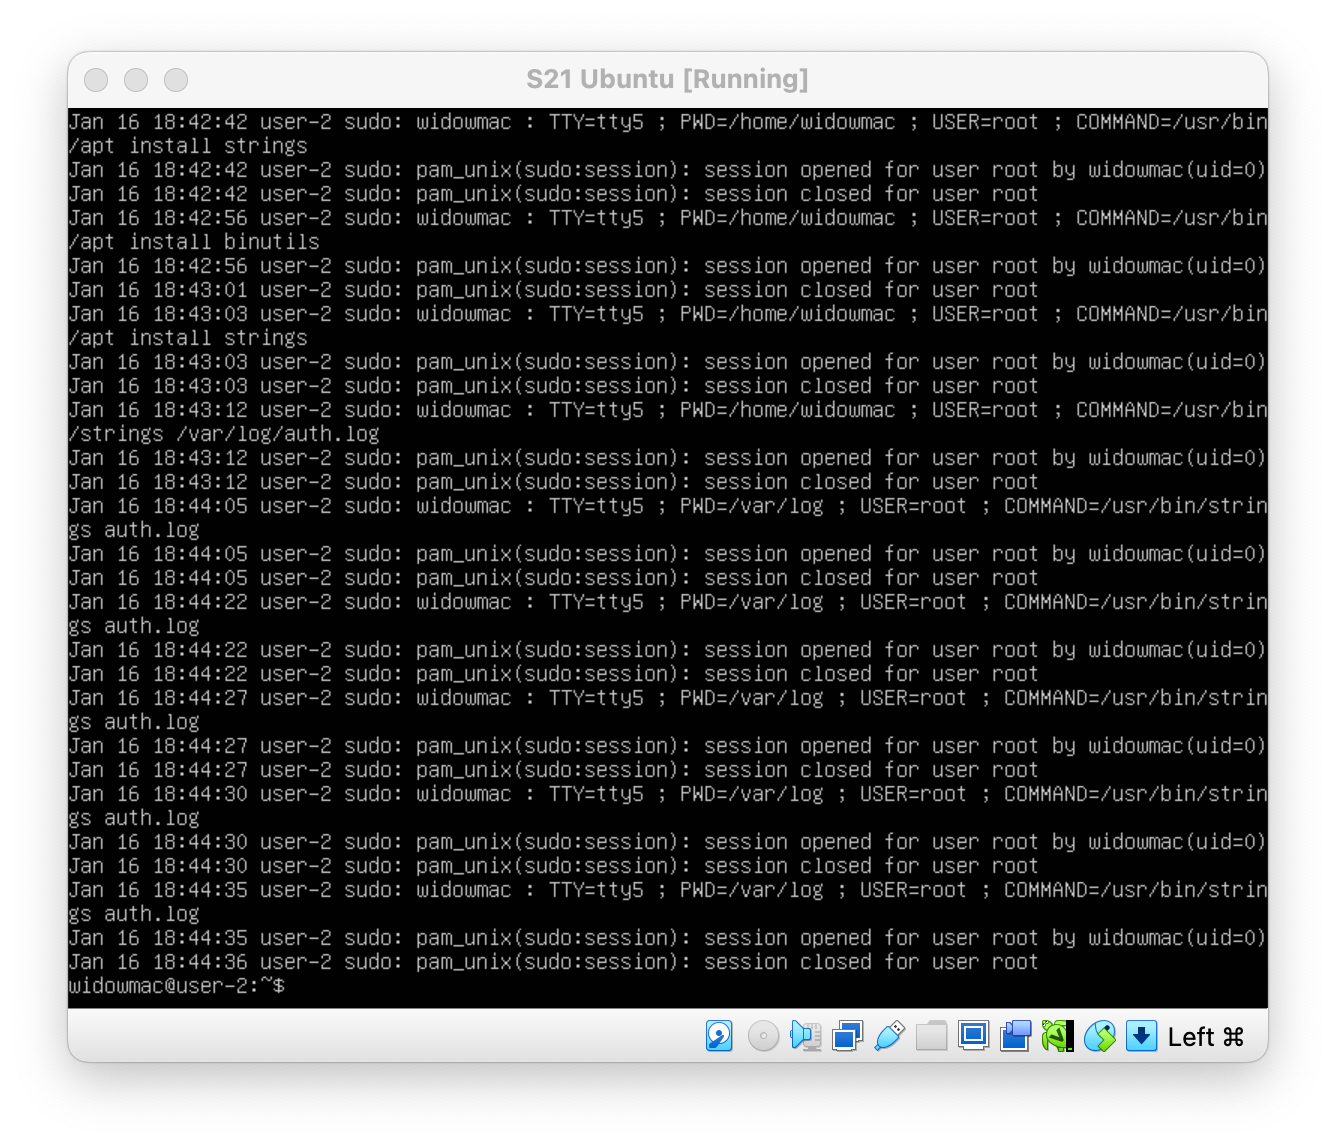 S21 Ubuntu [Running]
Jan 16 18:42:42 user-2 sudo: widowmac : TTY=tty5 ; PWD=/home/widowmac ; USER=root ; COMMAND=/usr/bin
/apt install strings
Jan 16 18:42:42 user-2 sudo: pam_unix(sudo:session): session opened for user root by widowmac(uid=0)
Jan 16 18:42:42 user-2 sudo: pam_unix(sudo:session): session closed for user root
Jan 16 18:42:56 user-2 sudo: widowmac : TTY=tty5 ; PWD=/home/widowmac ; USER=root ; COMMAND=/usr/bin
/apt install binutils
Jan 16 18:42:56 user-2 sudo: pam_unix(sudo:session): session opened for user root by widowmac(uid=0)
Jan 16 18:43:01 user-2 sudo: pam_unix(sudo:session): session closed for user root
Jan 16 18:43:03 user-2 sudo: widowmac : TTY=tty5 ; PWD=/home/widowmac ; USER=root ; COMMAND=/usr/bin
/apt install strings
Jan 16 18:43:03 user-2 sudo: pam_unix(sudo:session): session opened for user root by widowmac(uid=0)
Jan 16 18:43:03 user-2 sudo: pam_unix(sudo:session): session closed for user root
Jan 16 18:43:12 user-2 sudo: widowmac : TTY=tty5 ; PWD=/home/widowmac ; USER=root ; COMMAND=/usr/bin
/strings /var/log/auth.log
Jan 16 18:43:12 user-2 sudo: pam_unix(sudo:session): session opened for user root by widowmac(uid=0)
Jan 16 18:43:12 user-2 sudo: pam_unix(sudo:session): session closed for user root
Jan 16 18:44:05 user-2 sudo: widowmac : TTY=tty5 ; PWD=/var/log ; USER=root ; COMMAND=/usr/bin/strin
gs auth.log
Jan 16 18:44:05 user-2 sudo: pam_unix(sudo:session): session opened for user root by widowmac(uid=0)
Jan 16 18:44:05 user-2 sudo: pam_unix(sudo:session): session closed for user root
Jan 16 18:44:22 user-2 sudo: widowmac : TTY=tty5 ; PWD=/var/log ; USER=root ; COMMAND=/usr/bin/strin
gs auth.log
Jan 16 18:44:22 user-2 sudo: pam_unix(sudo:session): session opened for user root by widowmac(uid=0)
Jan 16 18:44:22 user-2 sudo: pam_unix(sudo:session): session closed for user root
Jan 16 18:44:27 user-2 sudo: widowmac : TTY=tty5 ; PWD=/var/log ; USER=root ; COMMAND=/usr/bin/strin
gs auth.log
Jan 16 18:44:27 user-2 sudo: pam_unix(sudo:session): session opened for user root by widowmac(uid=0)
Jan 16 18:44:27 user-2 sudo: pam_unix(sudo:session): session closed for user root
Jan 16 18:44:30 user-2 sudo: widowmac : TTY=tty5 ; PWD=/var/log ; USER=root ; COMMAND=/usr/bin/strin
gs auth.log
Jan 16 18:44:30 user-2 sudo: pam_unix(sudo:session): session opened for user root by widowmac(uid=0)
Jan 16 18:44:30 user-2 sudo: pam_unix(sudo:session): session closed for user root
Jan 16 18:44:35 user-2 sudo: widowmac : TTY=tty5 ; PWD=/var/log ; USER=root ; COMMAND=/usr/bin/strin
gs auth.log
Jan 16 18:44:35 user-2 sudo: pam_unix(sudo:session): session opened for user root by widowmac(uid=0)
Jan 16 18:44:36 user-2 sudo: pam_unix(sudo:session): session closed for user root
widowmac@user-2:~$
Left ⌘